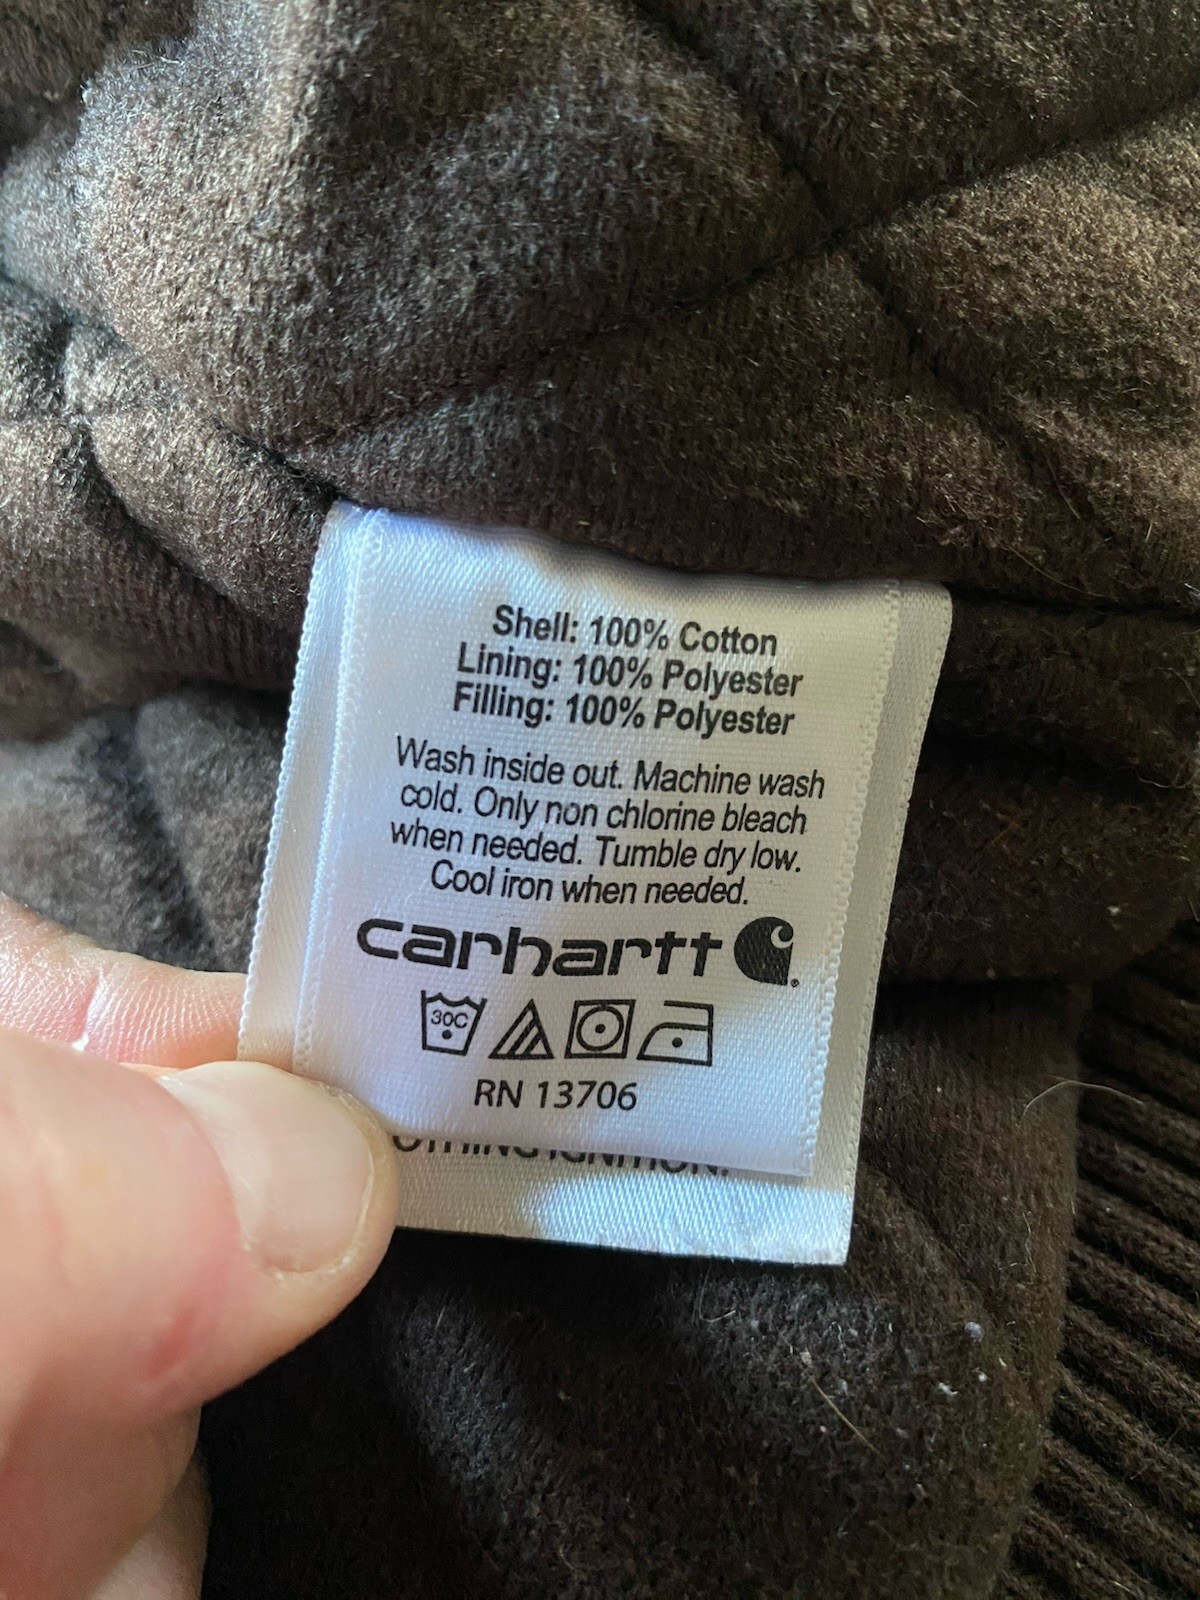 Shell: 100% Cotton
Lining: 100% Polyester
Filling: 100% Polyester
Wash inside out. Machine wash
cold. Only non chlorine bleach
when needed. Tumble dry low.
Cool iron when needed.
carhartt
30C
RN 13706
IGNITION.